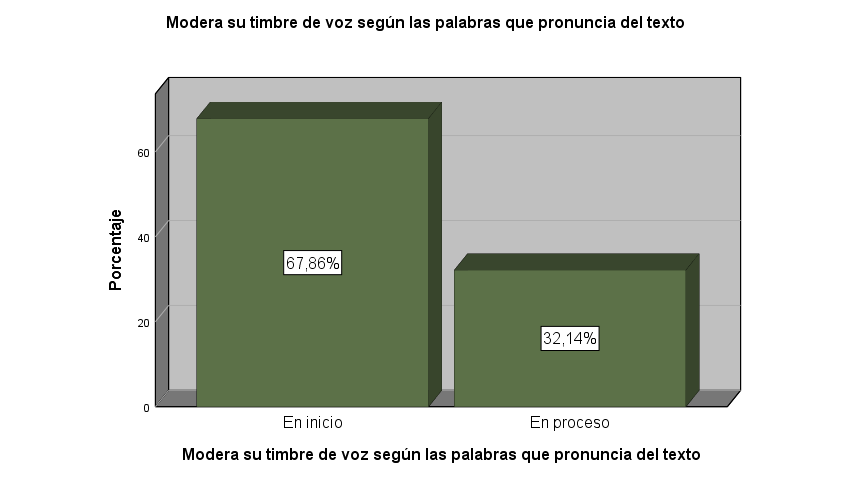 Modera su timbre de voz según las palabras que pronuncia del texto
Porcentaje
60
40
20
0
67,86%
32,14%
En inicio
En proceso
Modera su timbre de voz según las palabras que pronuncia del texto